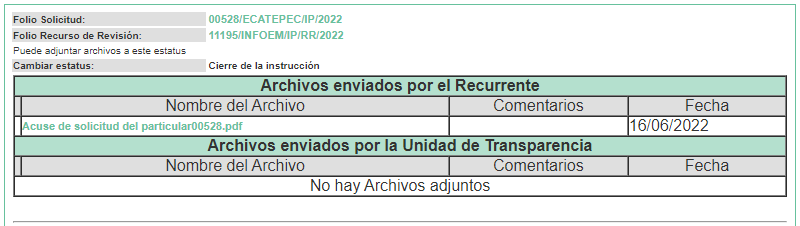 Folio Solicitud: 00528/ECATEPEC/IP/2022
Folio Recurso de Revisión: 11195/INFOEM/IP/RR/2022
Puede adjuntar archivos a este estatus
Cambiar estatus: Cierre de la instrucción
Archivos enviados por el Recurrente
Nombre del Archivo Comentarios Fecha
Acuse de solicitud del particular00528.pdf 16/06/2022
Archivos enviados por la Unidad de Transparencia
Nombre del Archivo Comentarios Fecha
No hay Archivos adjuntos